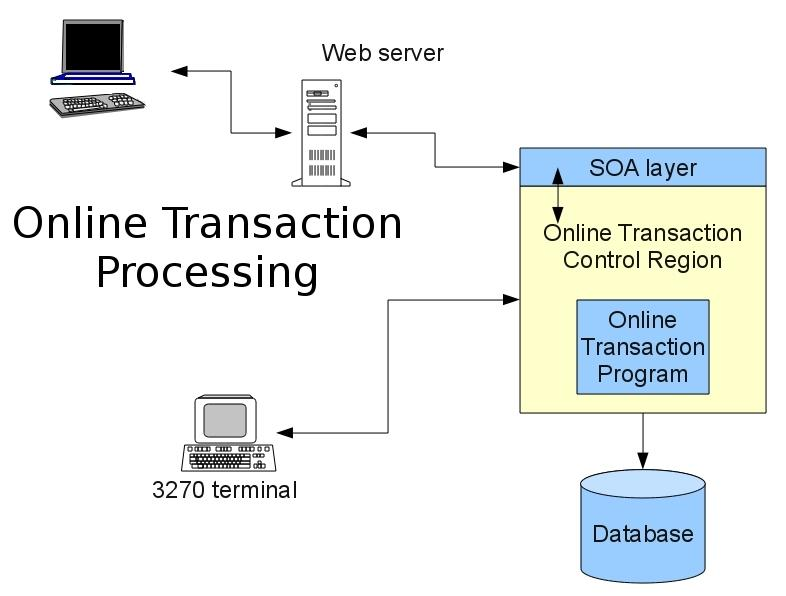 Web server
SOA layer
Online Transaction
Processing
Online Transaction
Control Region
Online
Transaction
Program
3270 terminal
Database